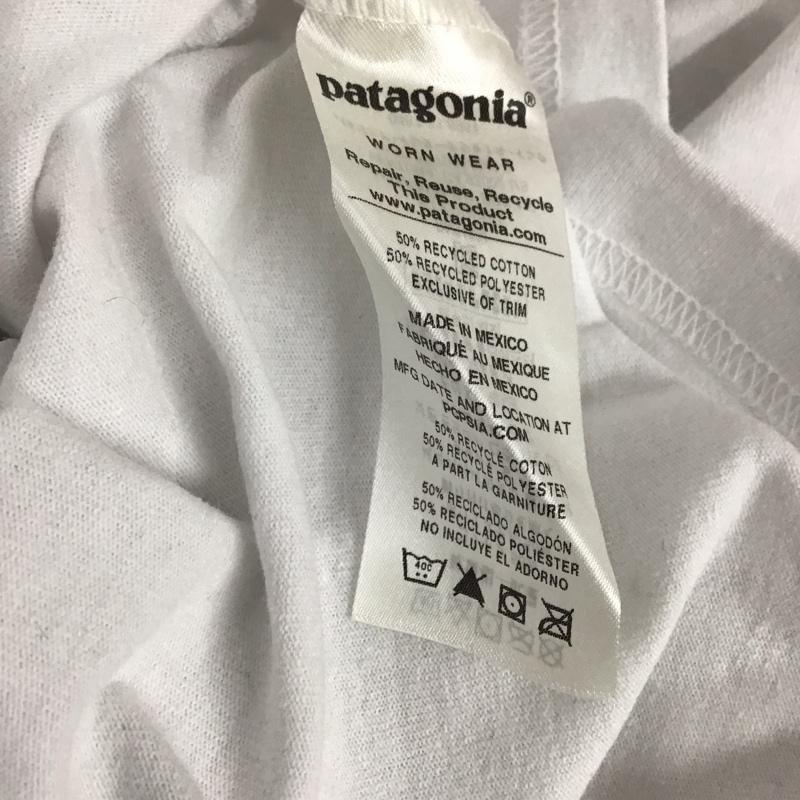 patagonia®
WORN WEAR
Repair, Reuse, Recycle
This Product
www.patagonia.com
50% RECYCLED COTTON
50% RECYCLED POLYESTER
EXCLUSIVE OF TRIM
MADE IN MEXICO
FABRIQUÉ AU MEXIQUE
HECHO EN MEXICO
MFG DATE AND LOCATION AT
PCPSIA.COM
50% RECYCLÉ COTON
50% RECYCLÉ POLYESTER
A PART LA GARNITURE
50% RECICLADO ALGODÓN
50% RECICLADO POLIÉSTER
NO INCLUYE EL ADORNO
40C